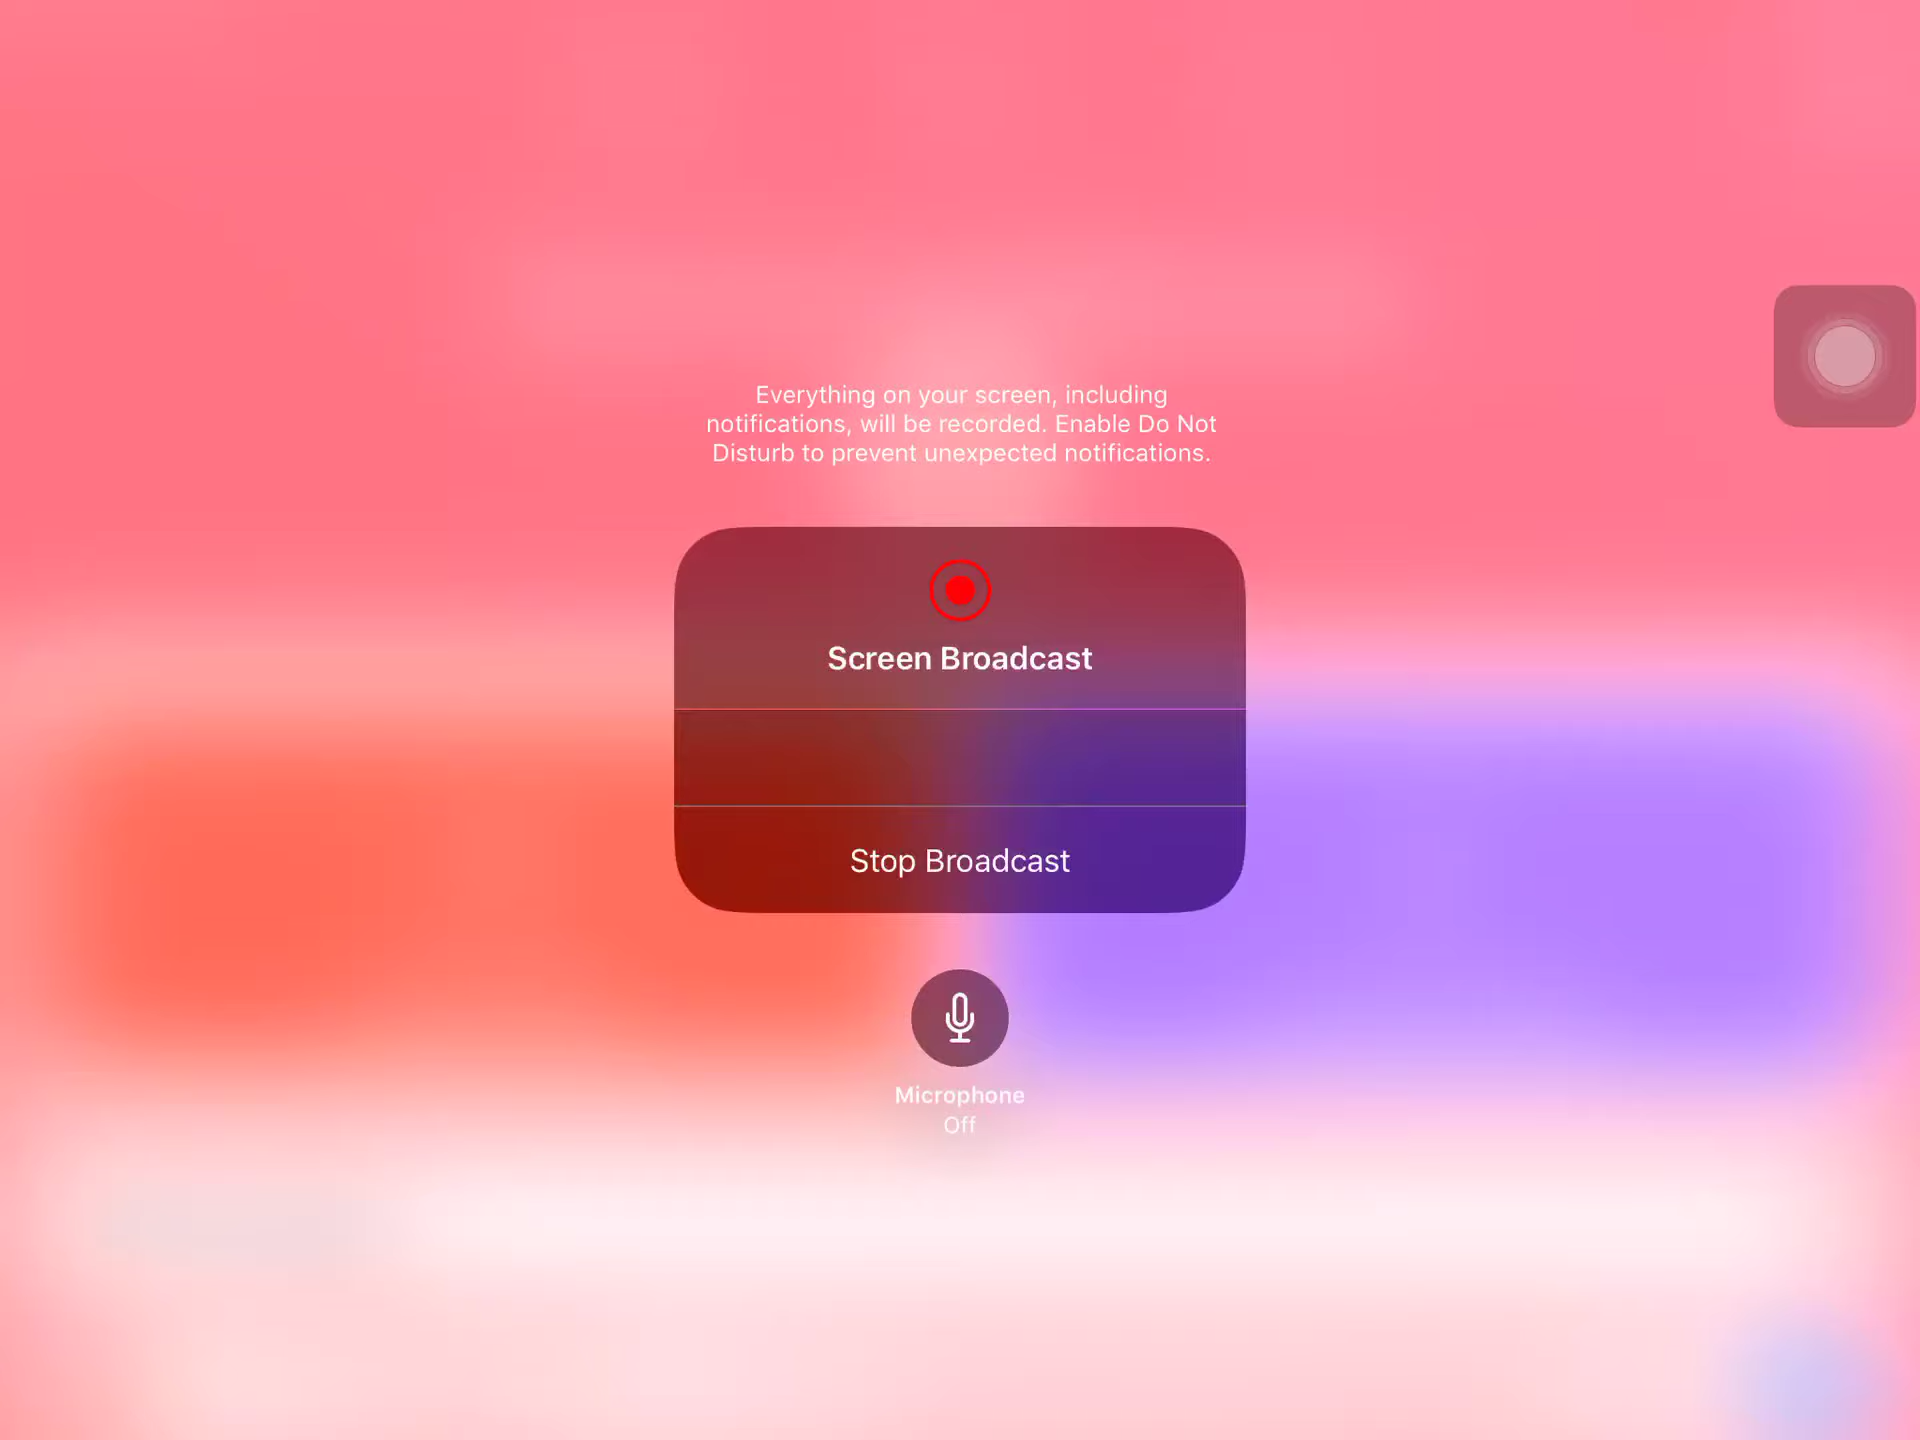 Everything on your screen, including
notifications, will be recorded. Enable Do Not
Disturb to prevent unexpected notifications.
Screen Broadcast
Stop Broadcast
Microphone
Off